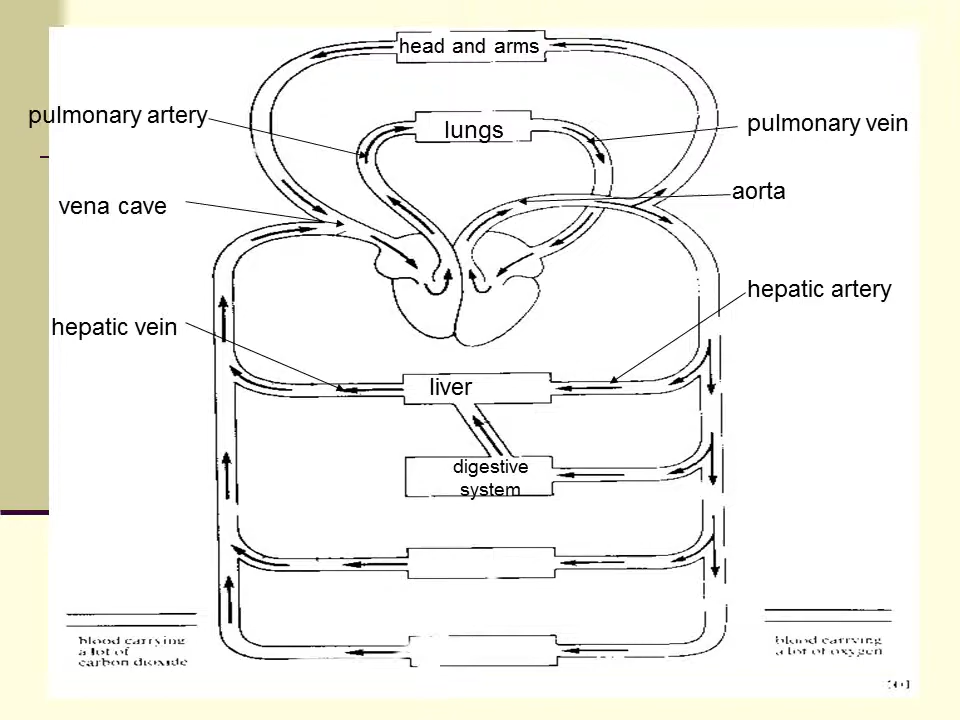 head and arms
pulmonary artery
lungs
pulmonary vein
aorta
vena cave
hepatic artery
hepatic vein
liver
digestive
system
blood carrying
a lot of
carbon dioxide
blood carrying
a lot of oxygen